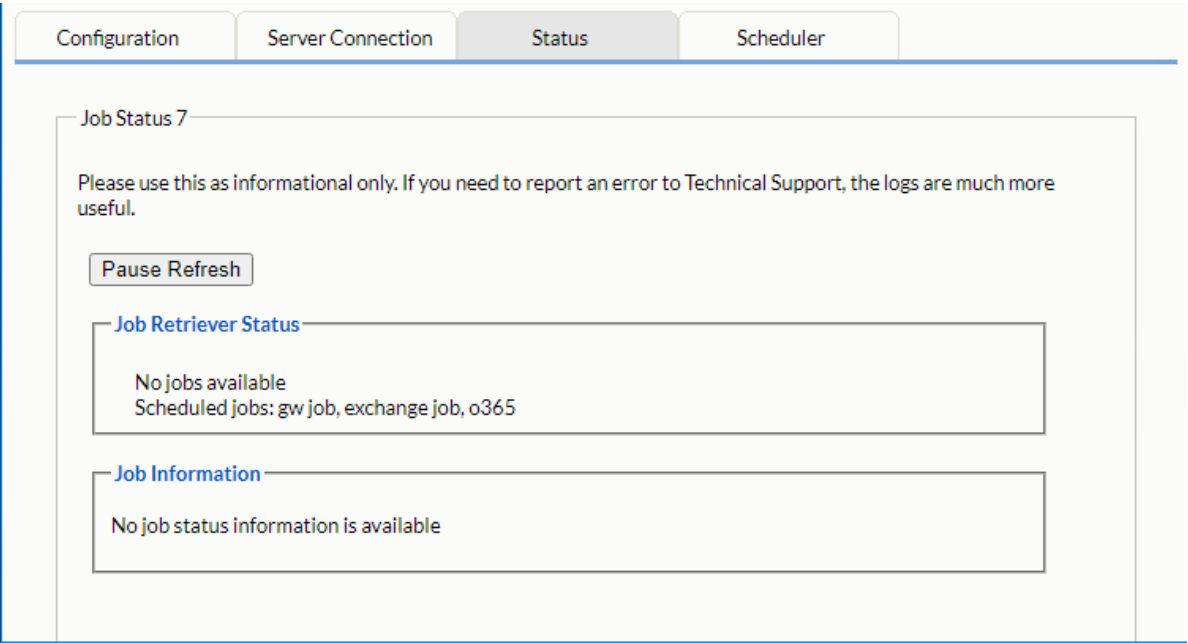 Configuration
Server Connection
Status
Scheduler
Job Status 7
Please use this as informational only. If you need to report an error to Technical Support, the logs are much more
useful.
Pause Refresh
Job Retriever Status
No jobs available
Scheduled jobs: gw job, exchange job, o365
Job Information
No job status information is available